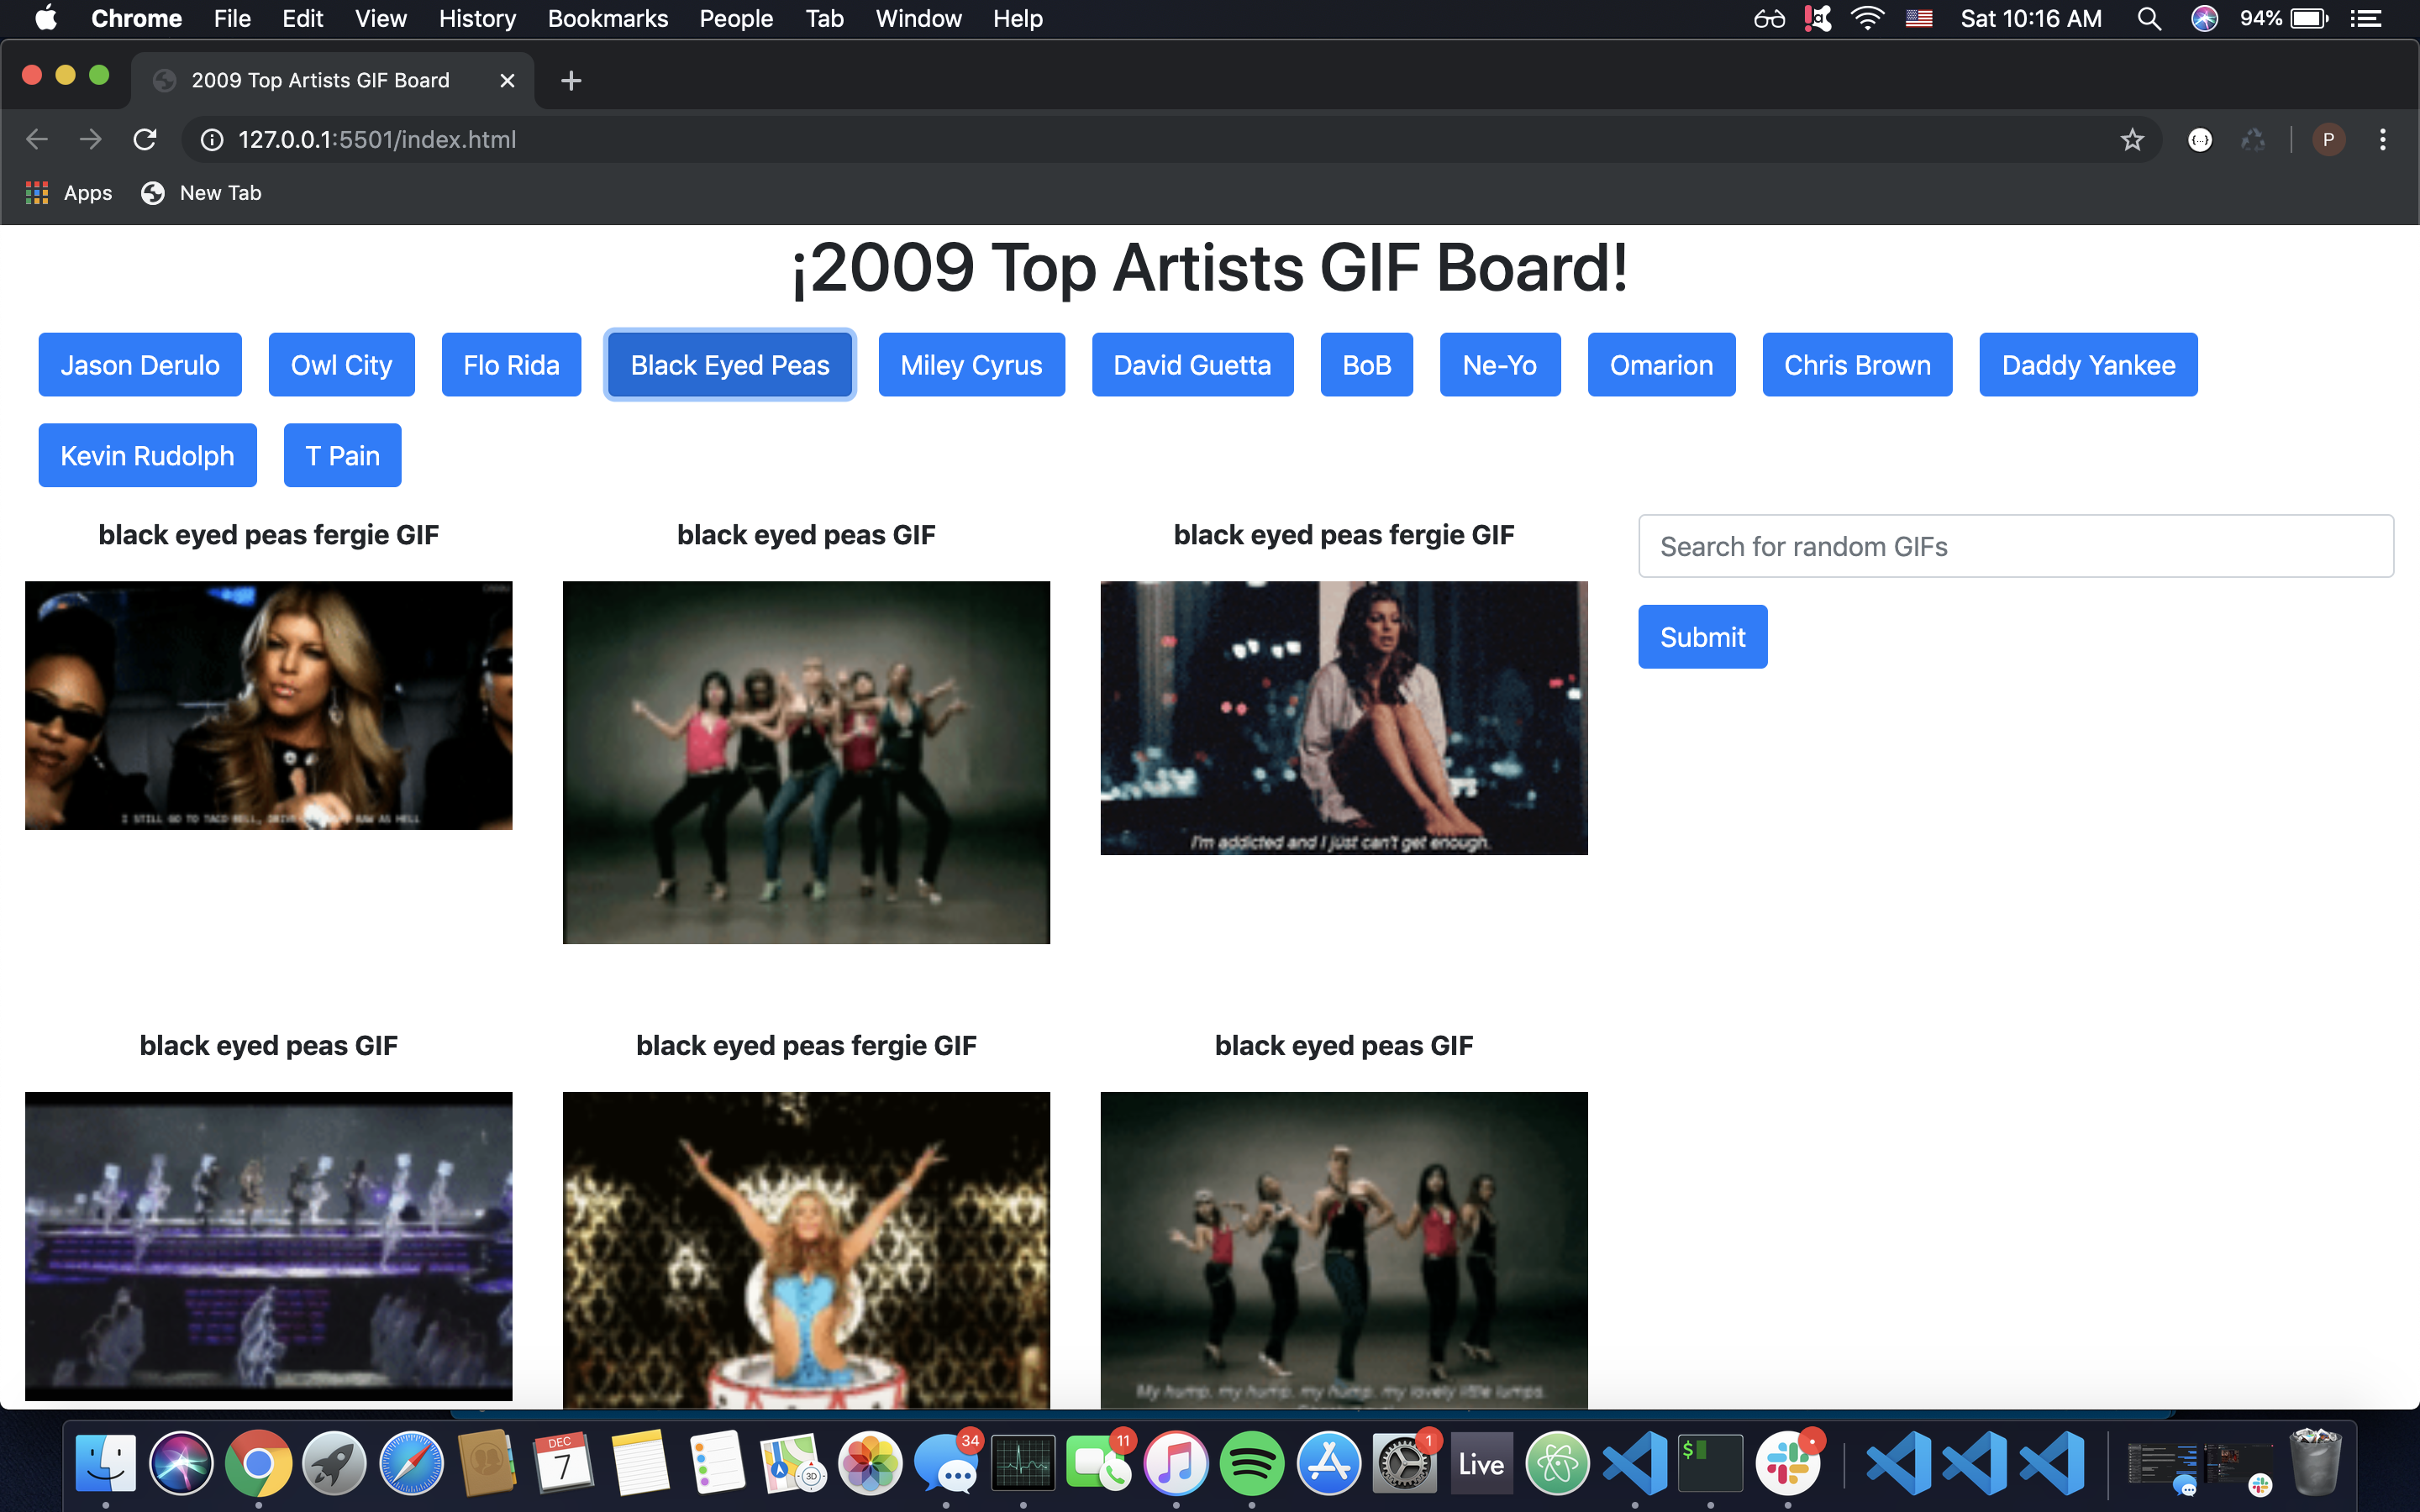 Chrome File Edit View History Bookmarks People Tab Window Help Sat 10:16 AM 94%
2009 Top Artists GIF Board
127.0.0.1:5501/index.html P
Apps New Tab
¡2009 Top Artists GIF Board!
Jason Derulo Owl City Flo Rida Black Eyed Peas Miley Cyrus David Guetta BoB Ne-Yo Omarion Chris Brown Daddy Yankee
Kevin Rudolph T Pain
black eyed peas fergie GIF black eyed peas GIF black eyed peas fergie GIF
Search for random GIFs
Submit
I STILL GO TO TACO BELL, DRIVE RAW AS HELL
I'm addicted and I just can't get enough.
black eyed peas GIF black eyed peas fergie GIF black eyed peas GIF
My hump, my hump, my hump, my lovely little lumps.
DEC
7
3D
34
11
1
Live
$